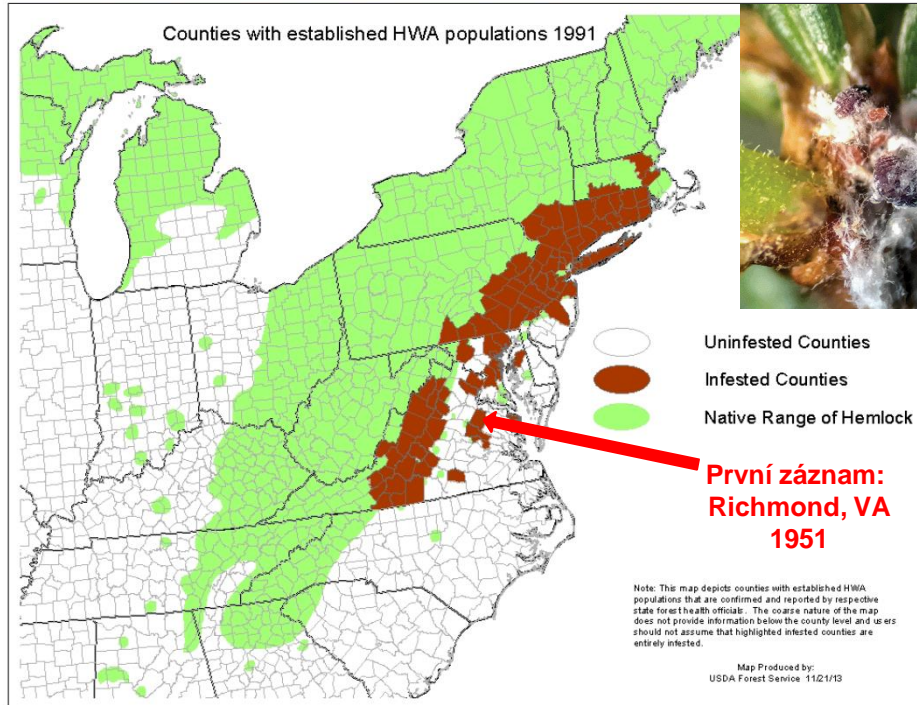 Counties with established HWA populations 1991
Uninfested Counties
Infested Counties
Native Range of Hemlock
První záznam:
Richmond, VA
1951
Note: This map depicts counties with established HWA
populations that are confirmed and reported by respective
state forest health officials. The coarse nature of the map
does not provide information below the county level and users
should not assume that highlighted infested counties are
entirely infested.
Map Produced by:
USDA Forest Service 11/21/13